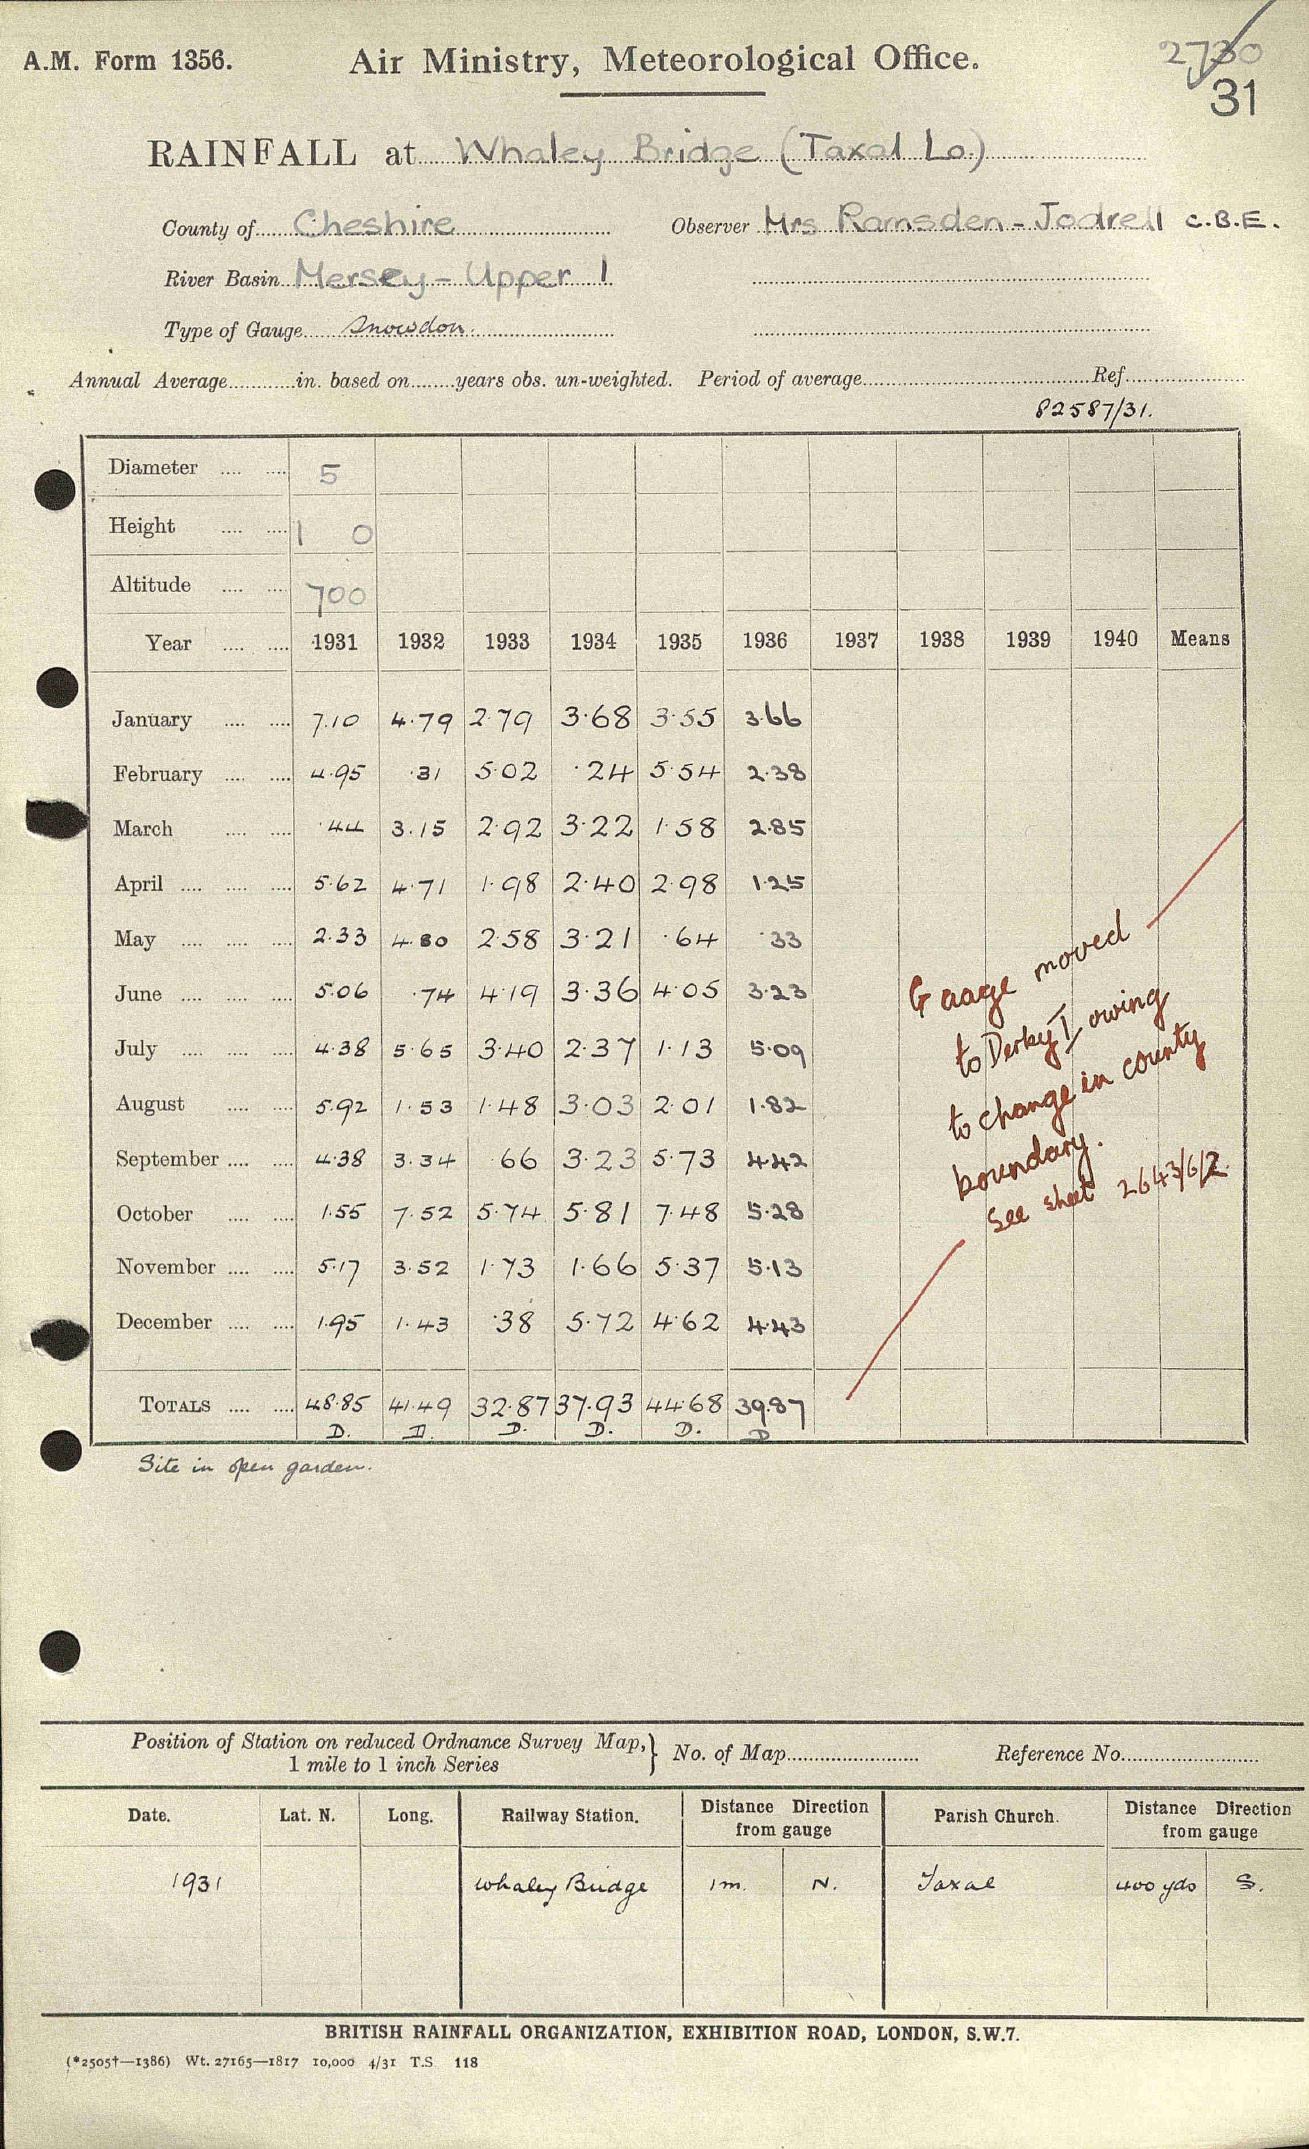 A.M. Form 1356. Air Ministry, Meteorological Office. 2730
31
RAINFALL at Whaley Bridge (Taxal Lo.)
County of Cheshire Observer Mrs Ramsden-Jodrell C.B.E.
River Basin Mersey - Upper 1
Type of Gauge Snowdon.
Annual Average in. based on years obs. un-weighted. Period of average Ref
82587/31.
Diameter 5
Height 1 0
Altitude 700
Year 1931 1932 1933 1934 1935 1936 1937 1938 1939 1940 Means
January 7.10 4.79 2.79 3.68 3.55 3.66
February 4.95 .31 5.02 .24 5.54 2.38
March .44 3.15 2.92 3.22 1.58 2.85
April 5.62 4.71 1.98 2.40 2.98 1.25
May 2.33 4.80 2.58 3.21 .64 .33
June 5.06 .74 4.19 3.36 4.05 3.23
July 4.38 5.65 3.40 2.37 1.13 5.09
August 5.92 1.53 1.48 3.03 2.01 1.82
September 4.38 3.34 .66 3.23 5.73 4.42
October 1.55 7.52 5.74 5.81 7.48 5.28
November 5.17 3.52 1.73 1.66 5.37 5.13
December 1.95 1.43 .38 5.72 4.62 4.43
TOTALS 48.85 41.49 32.87 37.93 44.68 39.87
D. D. D. D. D. D
Gauge moved
to Derby I owing
to change in county
boundary.
See sheet 2643/6/2.
Site in open garden.
Position of Station on reduced Ordnance Survey Map,
1 mile to 1 inch Series } No. of Map Reference No.
Date. Lat. N. Long. Railway Station. Distance Direction from gauge Parish Church. Distance Direction from gauge
1931 Whaley Bridge 1 m. N. Taxal 400 yds S.
BRITISH RAINFALL ORGANIZATION, EXHIBITION ROAD, LONDON, S.W.7.
(*2505†—1386) Wt. 27165—1817 10,000 4/31 T.S. 118